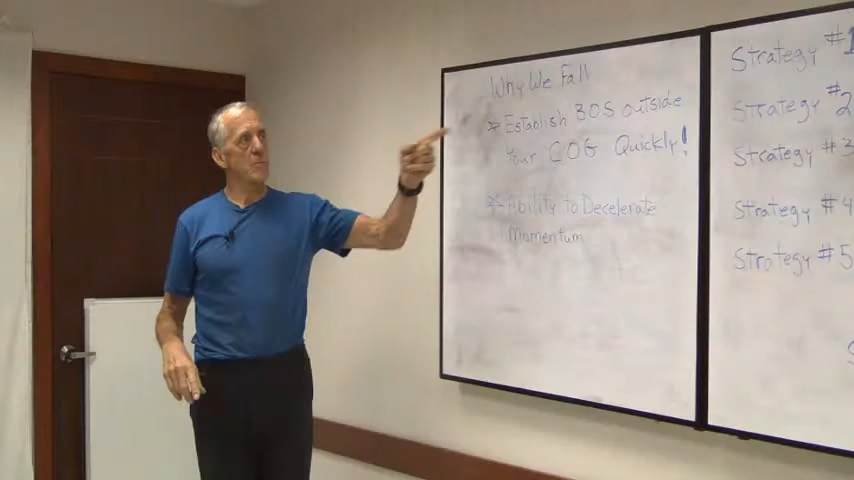 Why We Fall
* Establish BOS outside
Your COG Quickly!
* Ability to Decelerate
Momentum
Strategy #1
Strategy #2
Strategy #3
Strategy #4
Strategy #5